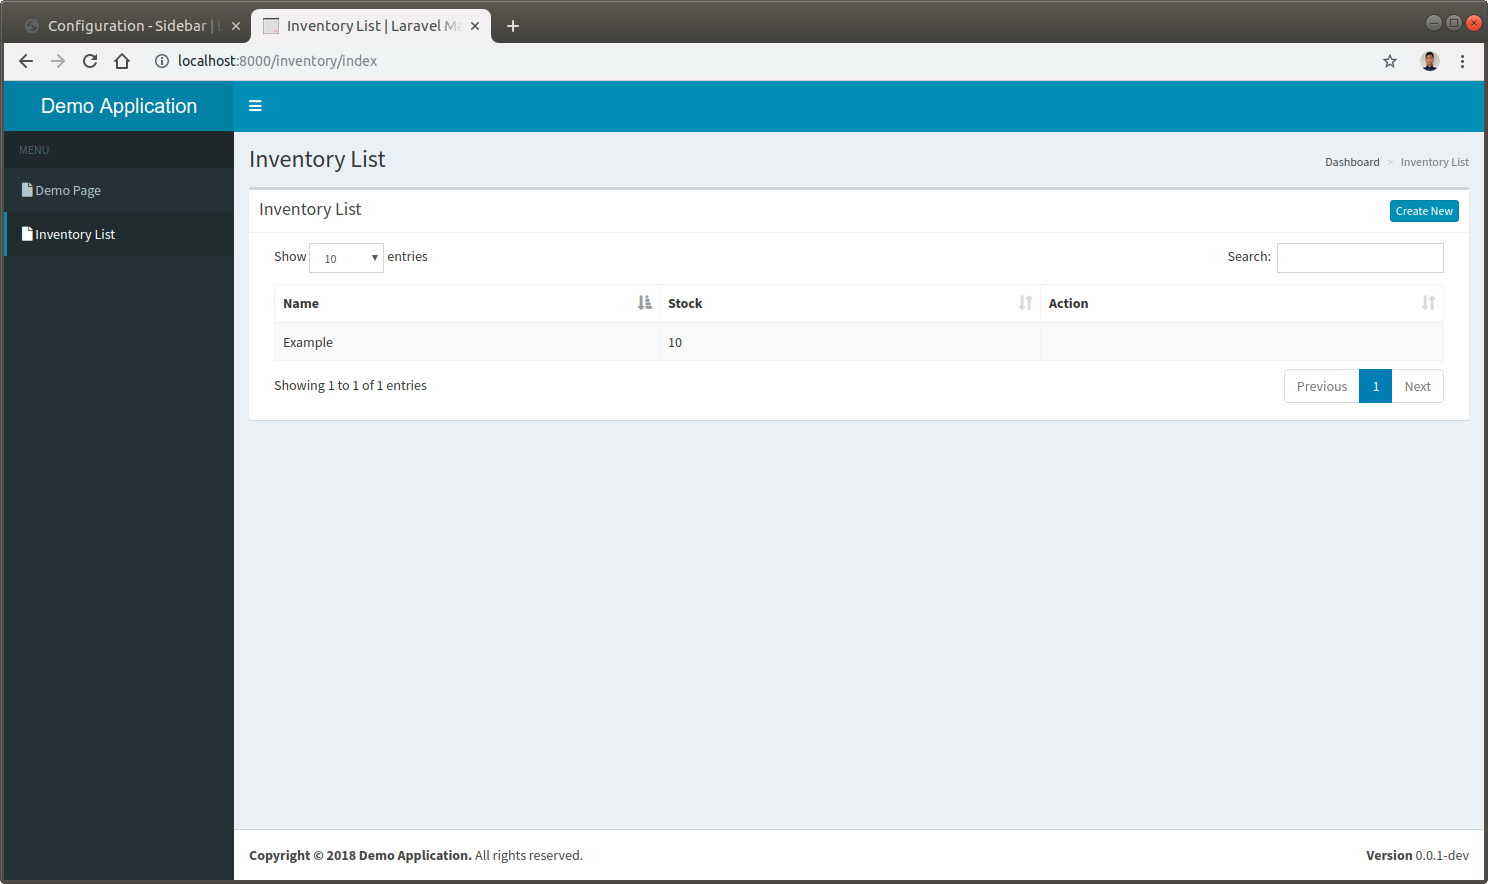 Configuration - Sidebar |
Inventory List | Laravel Ma
localhost:8000/inventory/index
Demo Application
MENU
Demo Page
Inventory List
Inventory List
Dashboard > Inventory List
Inventory List
Create New
Show 10 entries
Search:
Name Stock Action
Example 10
Showing 1 to 1 of 1 entries
Previous 1 Next
Copyright © 2018 Demo Application. All rights reserved.
Version 0.0.1-dev